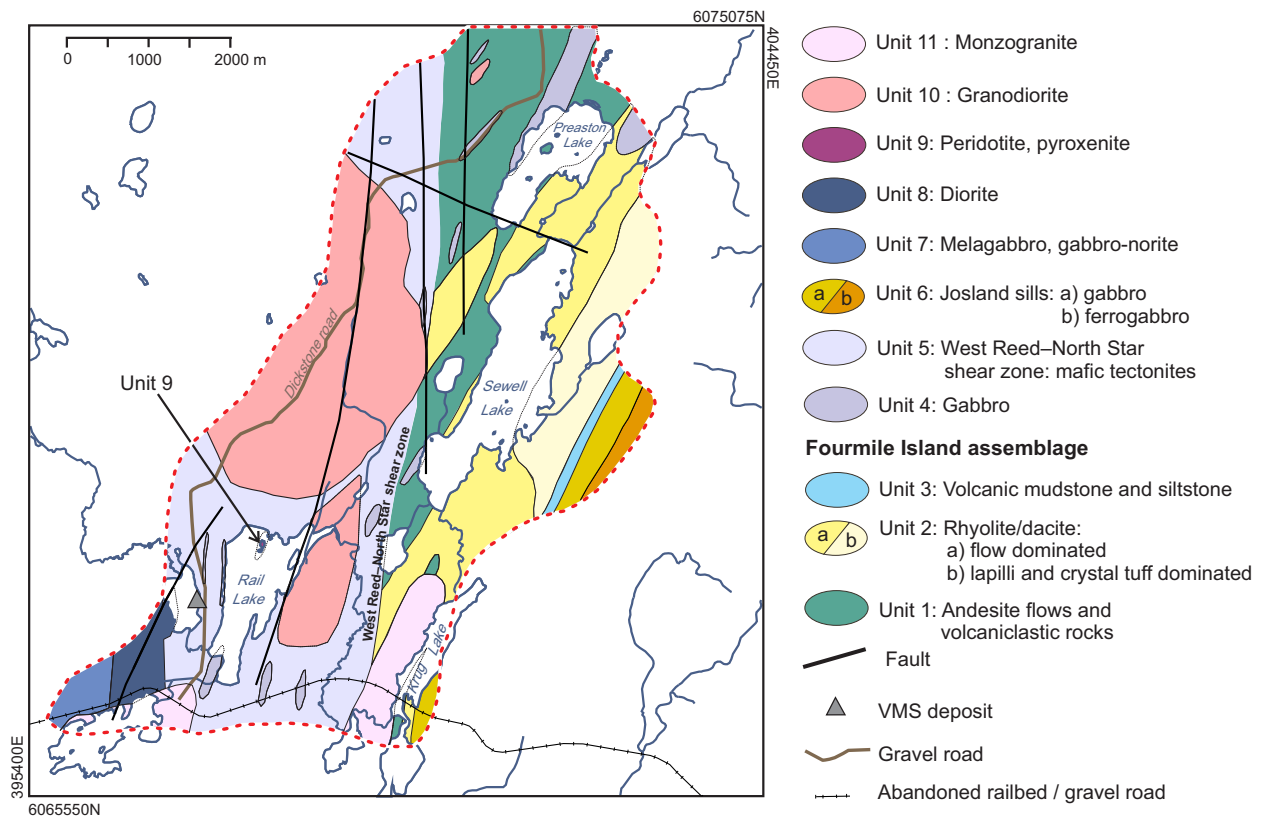 6075075N
404450E
0 1000 2000 m
Preaston
Lake
Dickstone road
Sewell
Lake
Unit 9
West Reed–North Star shear zone
Rail
Lake
Krug Lake
395400E
6065550N
Unit 11 : Monzogranite
Unit 10 : Granodiorite
Unit 9: Peridotite, pyroxenite
Unit 8: Diorite
Unit 7: Melagabbro, gabbro-norite
a b Unit 6: Josland sills: a) gabbro
b) ferrogabbro
Unit 5: West Reed–North Star
shear zone: mafic tectonites
Unit 4: Gabbro
Fourmile Island assemblage
Unit 3: Volcanic mudstone and siltstone
a b Unit 2: Rhyolite/dacite:
a) flow dominated
b) lapilli and crystal tuff dominated
Unit 1: Andesite flows and
volcaniclastic rocks
Fault
VMS deposit
Gravel road
Abandoned railbed / gravel road